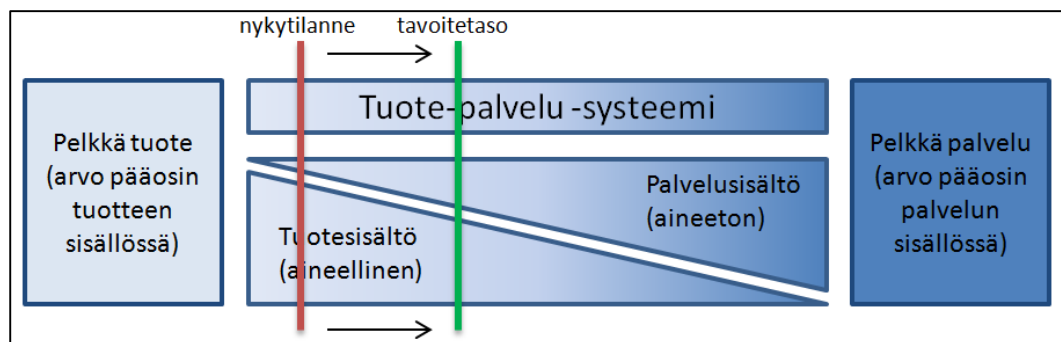 nykytilanne
tavoitetaso
Tuote-palvelu -systeemi
Pelkkä tuote
(arvo pääosin
tuotteen
sisällössä)
Tuotesisältö
(aineellinen)
Palvelusisältö
(aineeton)
Pelkkä palvelu
(arvo pääosin
palvelun
sisällössä)